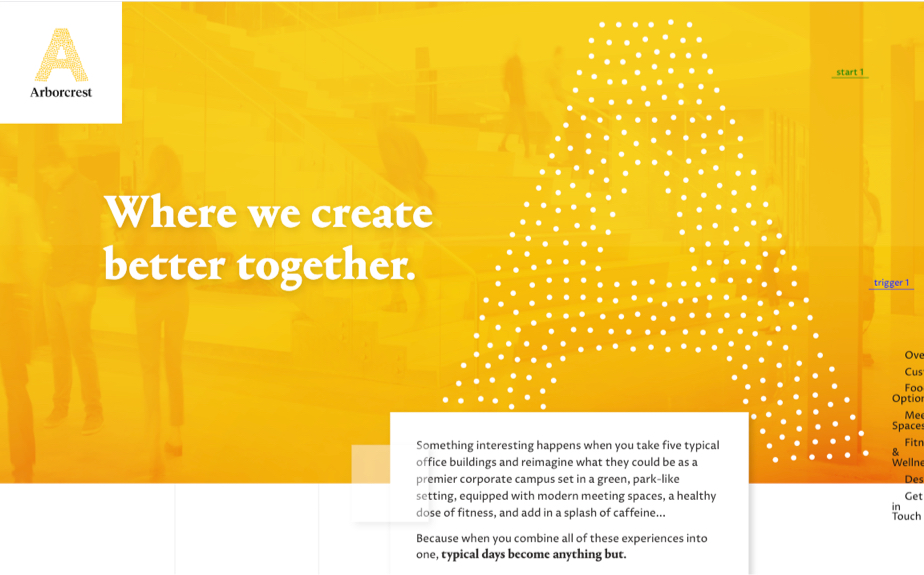 Arborcrest
start 1
Where we create
better together.
trigger 1
Something interesting happens when you take five typical
office buildings and reimagine what they could be as a
premier corporate campus set in a green, park-like
setting, equipped with modern meeting spaces, a healthy
dose of fitness, and add in a splash of caffeine...
Because when you combine all of these experiences into
one, typical days become anything but.
Ove
Cus
Foo
Option
Mee
Spaces
Fitn
&
Wellne
Des
Get
in
Touch